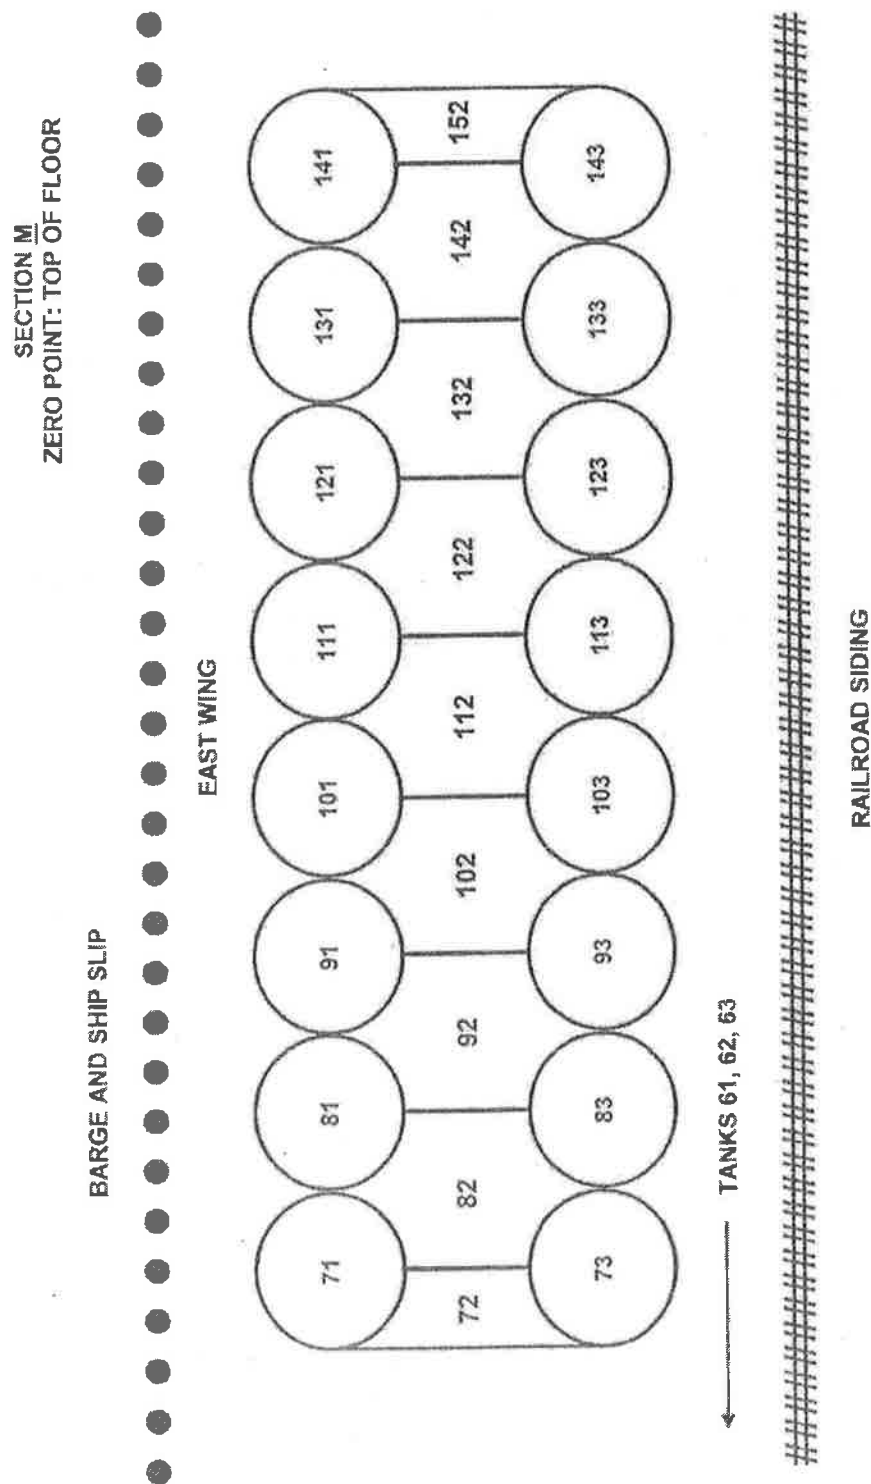 SECTION M
ZERO POINT: TOP OF FLOOR
BARGE AND SHIP SLIP
EAST WING
71 81 91 101 111 121 131 141
72 82 92 102 112 122 132 142 152
73 83 93 103 113 123 133 143
TANKS 61, 62, 63
RAILROAD SIDING